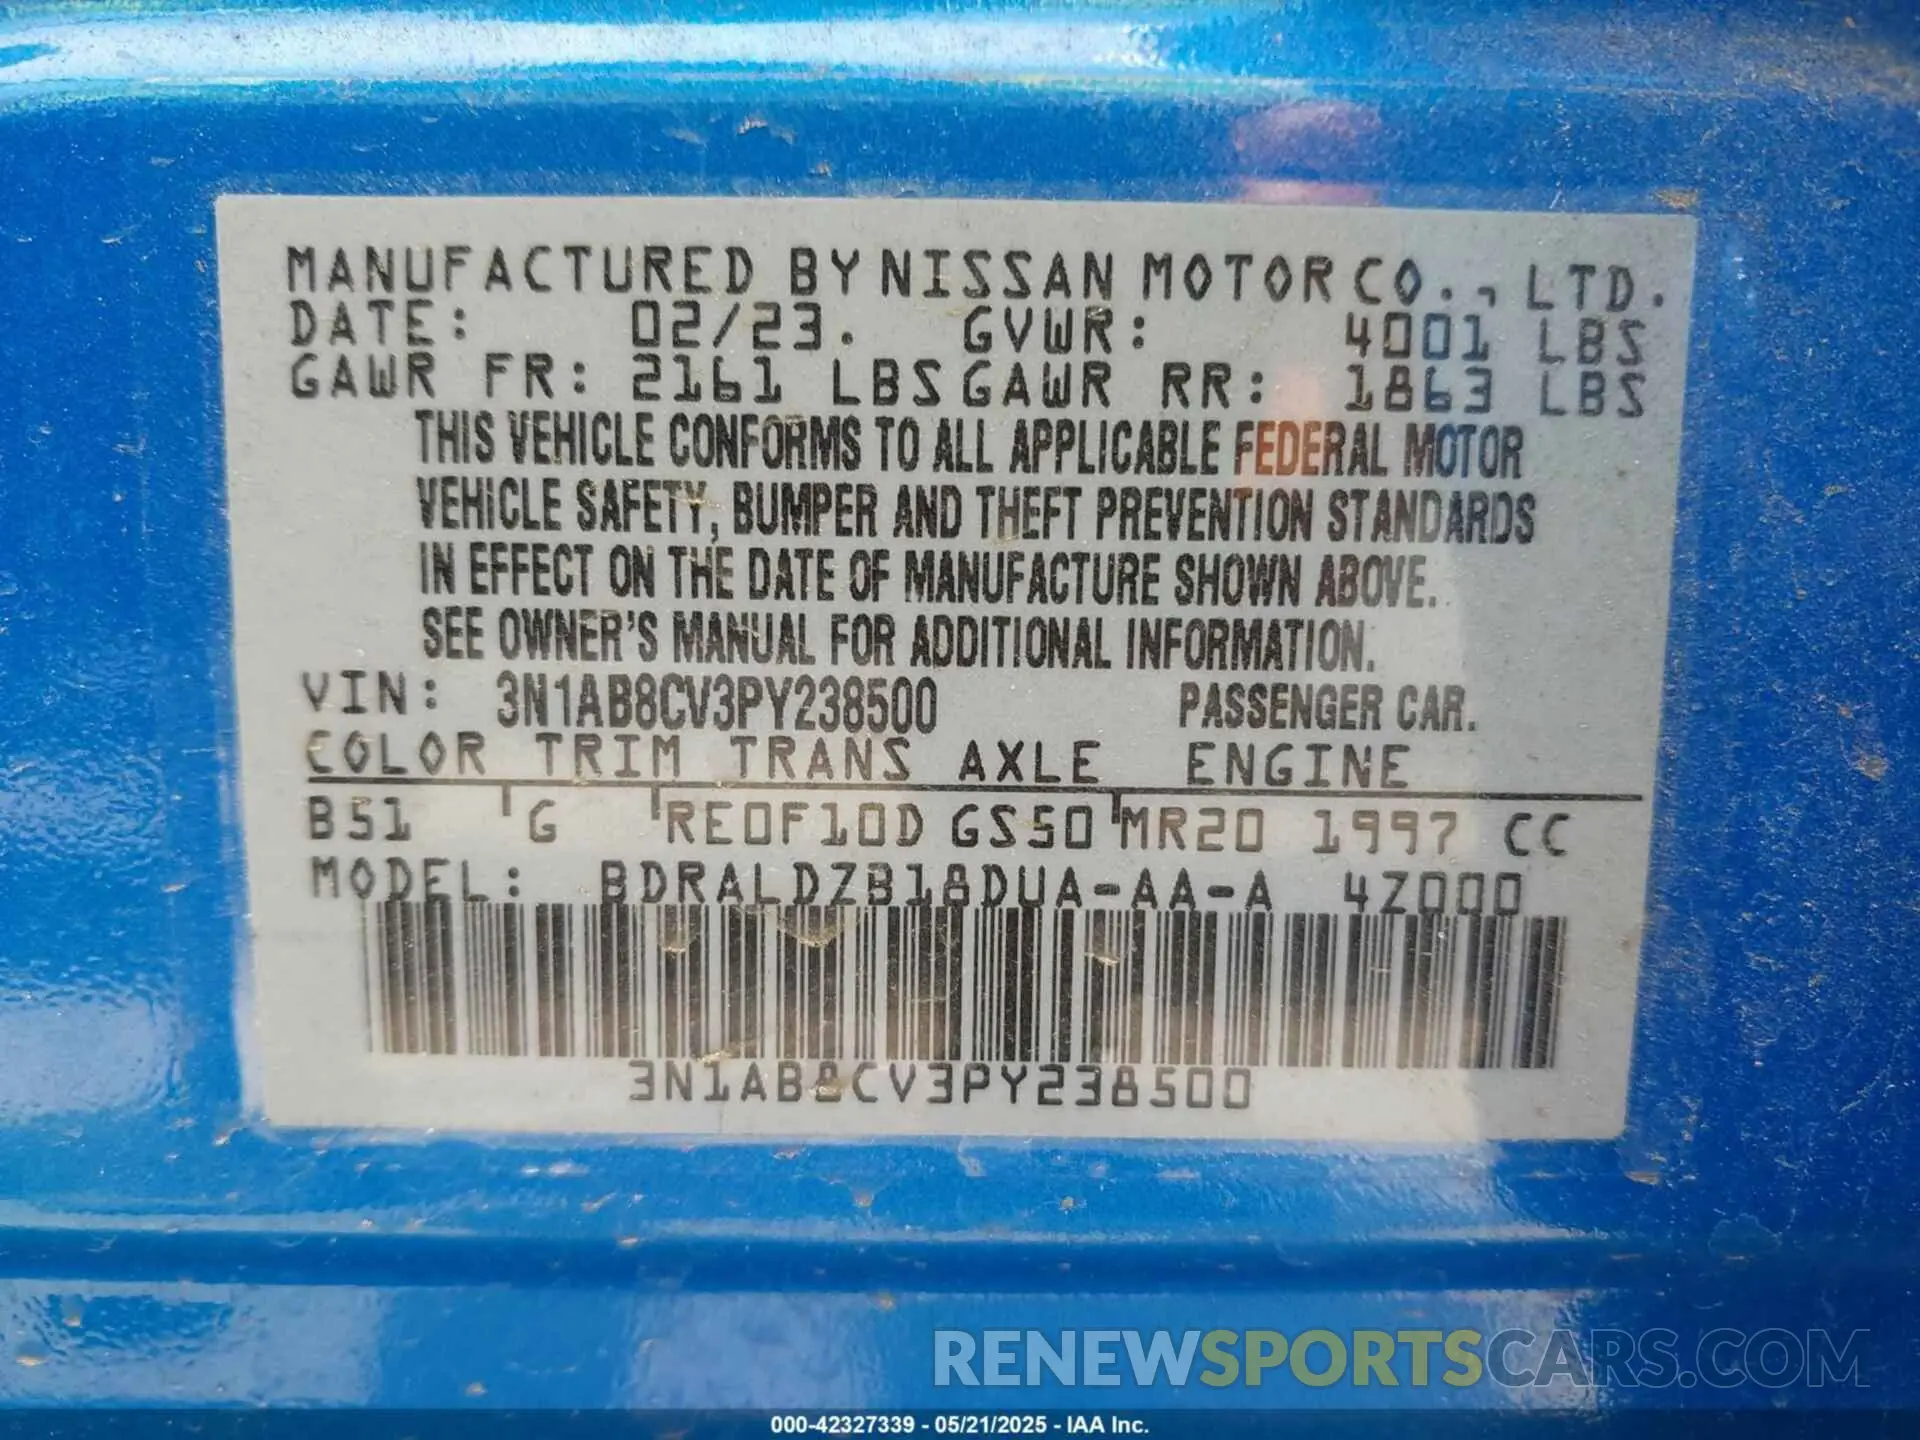 MANUFACTURED BY NISSAN MOTOR CO., LTD.
DATE: 02/23. GVWR: 4001 LBS
GAWR FR: 2161 LBS GAWR RR: 1863 LBS
THIS VEHICLE CONFORMS TO ALL APPLICABLE FEDERAL MOTOR
VEHICLE SAFETY, BUMPER AND THEFT PREVENTION STANDARDS
IN EFFECT ON THE DATE OF MANUFACTURE SHOWN ABOVE.
SEE OWNER'S MANUAL FOR ADDITIONAL INFORMATION.
VIN: 3N1AB8CV3PY238500 PASSENGER CAR.
COLOR TRIM TRANS AXLE ENGINE
B51 G RE0F10D GS50 MR20 1997 CC
MODEL: BDRALDZB18DUA-AA-A 4Z000
3N1AB8CV3PY238500
RENEWSPORTSCARS.COM
000-42327339 - 05/21/2025 - IAA Inc.